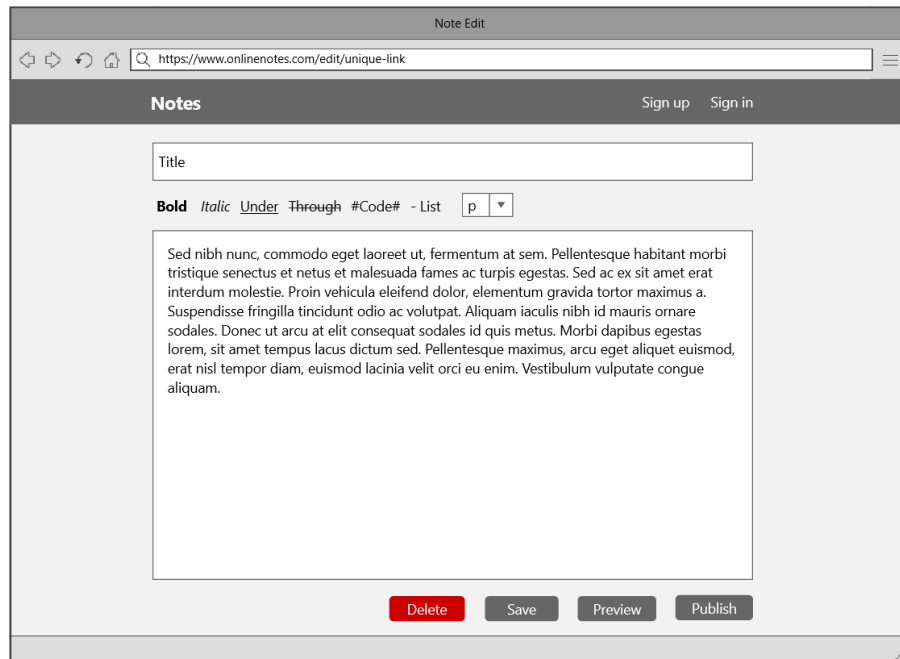 Note Edit
https://www.onlinenotes.com/edit/unique-link
Notes Sign up Sign in
Title
Bold Italic Under Through #Code# - List p
Sed nibh nunc, commodo eget laoreet ut, fermentum at sem. Pellentesque habitant morbi
tristique senectus et netus et malesuada fames ac turpis egestas. Sed ac ex sit amet erat
interdum molestie. Proin vehicula eleifend dolor, elementum gravida tortor maximus a.
Suspendisse fringilla tincidunt odio ac volutpat. Aliquam iaculis nibh id mauris ornare
sodales. Donec ut arcu at elit consequat sodales id quis metus. Morbi dapibus egestas
lorem, sit amet tempus lacus dictum sed. Pellentesque maximus, arcu eget aliquet euismod,
erat nisl tempor diam, euismod lacinia velit orci eu enim. Vestibulum vulputate congue
aliquam.
Delete Save Preview Publish